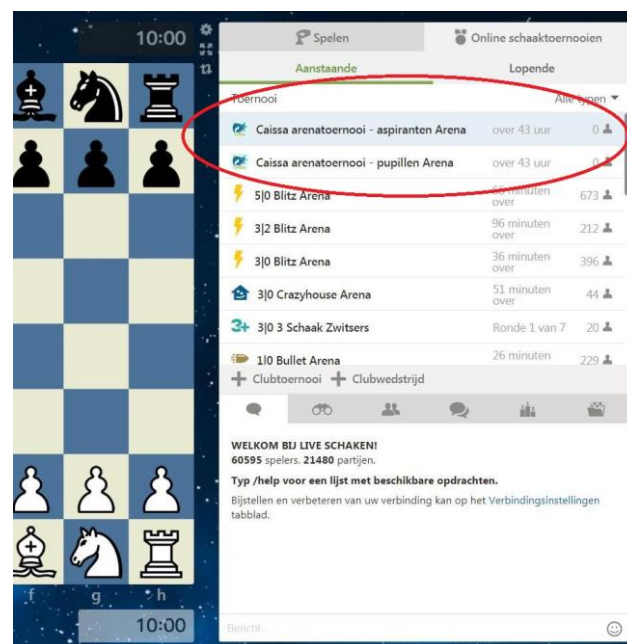 10:00
Spelen
Online schaaktoernooien
Aanstaande
Lopende
Toernooi
Alle typen
Caissa arenatoernooi - aspiranten Arena over 43 uur 0
Caissa arenatoernooi - pupillen Arena over 43 uur 0
5|0 Blitz Arena 66 minuten over 673
3|2 Blitz Arena 96 minuten over 212
3|0 Blitz Arena 36 minuten over 396
3|0 Crazyhouse Arena 51 minuten over 44
3+ 3|0 3 Schaak Zwitsers Ronde 1 van 7 20
1|0 Bullet Arena 26 minuten 229
Clubtoernooi
Clubwedstrijd
WELKOM BIJ LIVE SCHAKEN!
60595 spelers. 21480 partijen.
Typ /help voor een lijst met beschikbare opdrachten.
Bijstellen en verbeteren van uw verbinding kan op het Verbindingsinstellingen
tabblad.
f g h
10:00
Bericht...